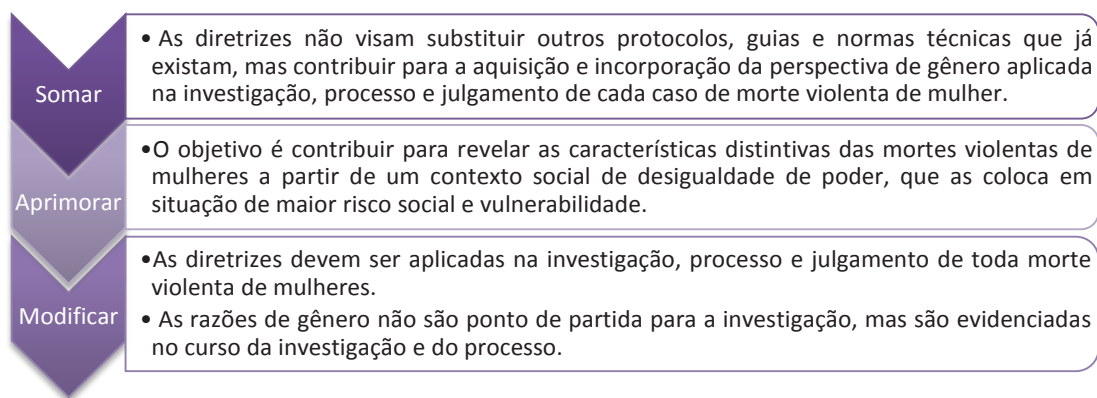 Somar
• As diretrizes não visam substituir outros protocolos, guias e normas técnicas que já
existam, mas contribuir para a aquisição e incorporação da perspectiva de gênero aplicada
na investigação, processo e julgamento de cada caso de morte violenta de mulher.
Aprimorar
•O objetivo é contribuir para revelar as características distintivas das mortes violentas de
mulheres a partir de um contexto social de desigualdade de poder, que as coloca em
situação de maior risco social e vulnerabilidade.
Modificar
•As diretrizes devem ser aplicadas na investigação, processo e julgamento de toda morte
violenta de mulheres.
• As razões de gênero não são ponto de partida para a investigação, mas são evidenciadas
no curso da investigação e do processo.